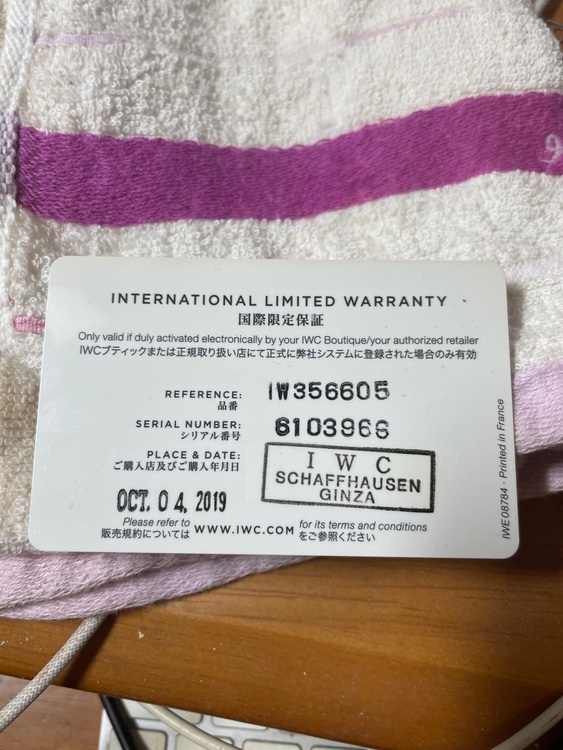 INTERNATIONAL LIMITED WARRANTY
国際限定保証
Only valid if duly activated electronically by your IWC Boutique/your authorized retailer
IWCブティックまたは正規取り扱い店にて正式に弊社システムに登録された場合のみ有効
REFERENCE: IW356605
品番
SERIAL NUMBER:
シリアル番号
PLACE & DATE:
ご購入店及びご購入年月日
IWC
SCHAFFHAUSEN
GINZA
OCT. 04, 2019
Please refer to WWW.IWC.COM for its terms and conditions
販売規約については をご参照ください
IWE08784 · Printed in France